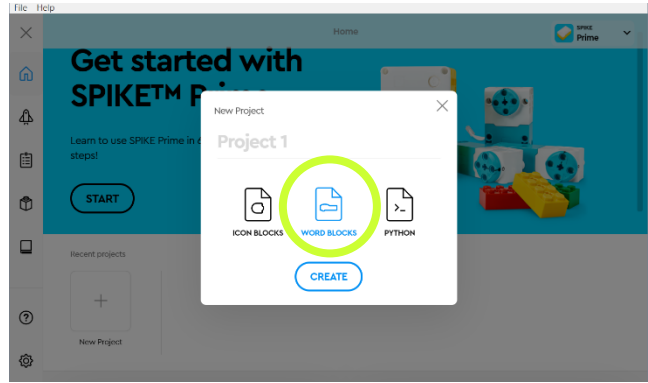 File Help
Home
SPIKE
Prime
Get started with
SPIKE™ P
Learn to use SPIKE Prime in 6
steps!
START
New Project
Project 1
ICON BLOCKS
WORD BLOCKS
PYTHON
CREATE
Recent projects
New Project